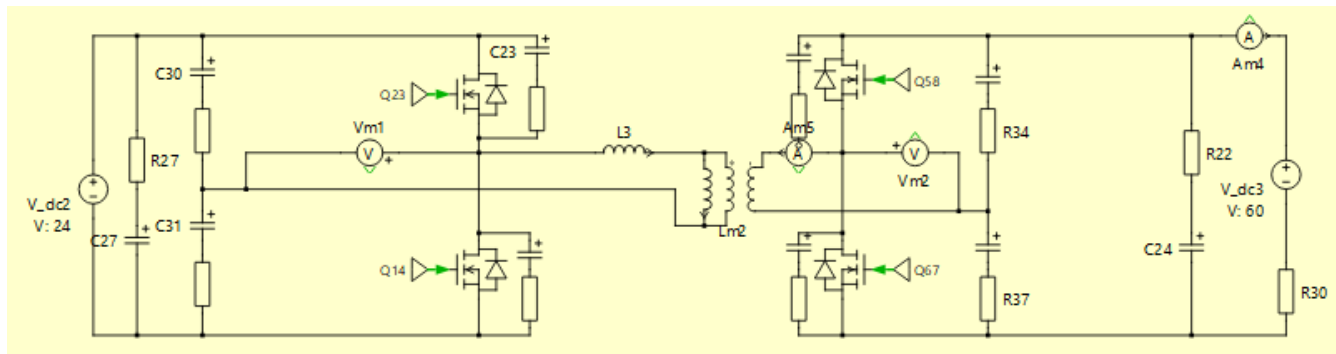 C30
C23
Q23
Vm1
V
L3
R27
V_dc2
V: 24
C27
C31
Q14
Lm2
Am5
A
Q58
V
Vm2
Q67
R34
R37
R22
C24
A
Am4
V_dc3
V: 60
R30